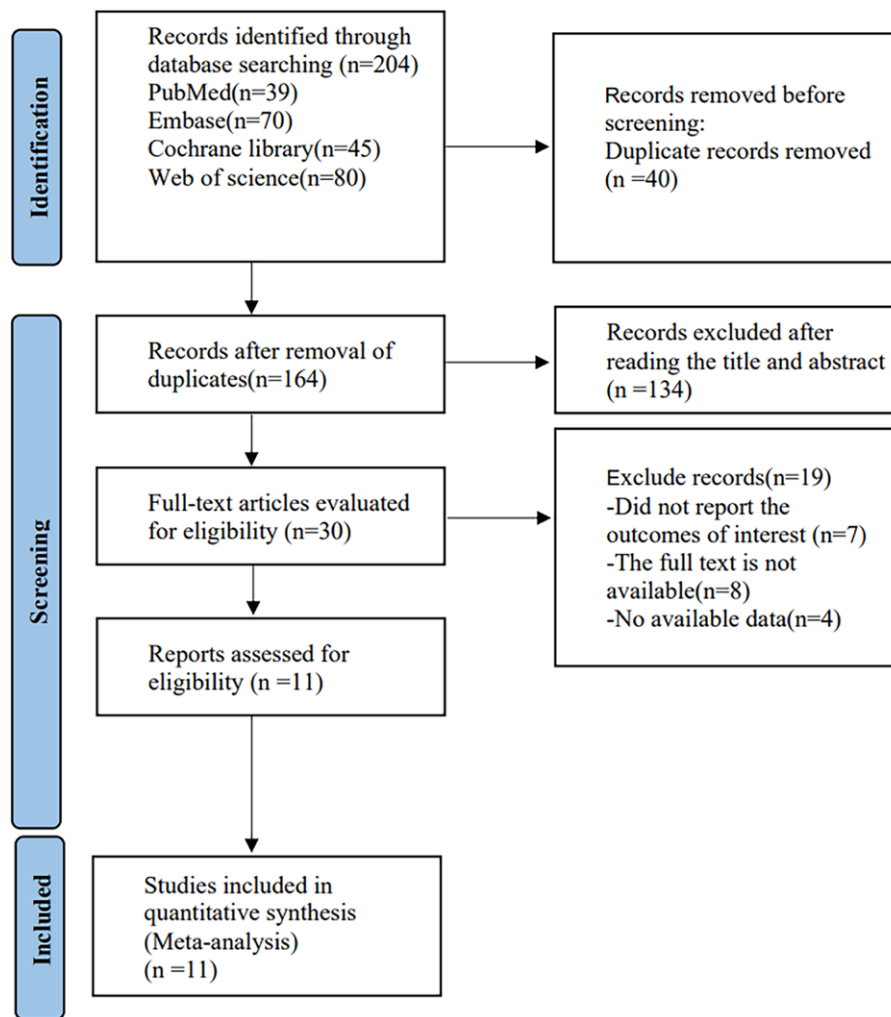 Identification
Records identified through
database searching (n=204)
PubMed(n=39)
Embase(n=70)
Cochrane library(n=45)
Web of science(n=80)
Records removed before
screening:
Duplicate records removed
(n =40)
Screening
Records after removal of
duplicates(n=164)
Records excluded after
reading the title and abstract
(n =134)
Full-text articles evaluated
for eligibility (n=30)
Exclude records(n=19)
-Did not report the
outcomes of interest (n=7)
-The full text is not
available(n=8)
-No available data(n=4)
Reports assessed for
eligibility (n =11)
Included
Studies included in
quantitative synthesis
(Meta-analysis)
(n =11)